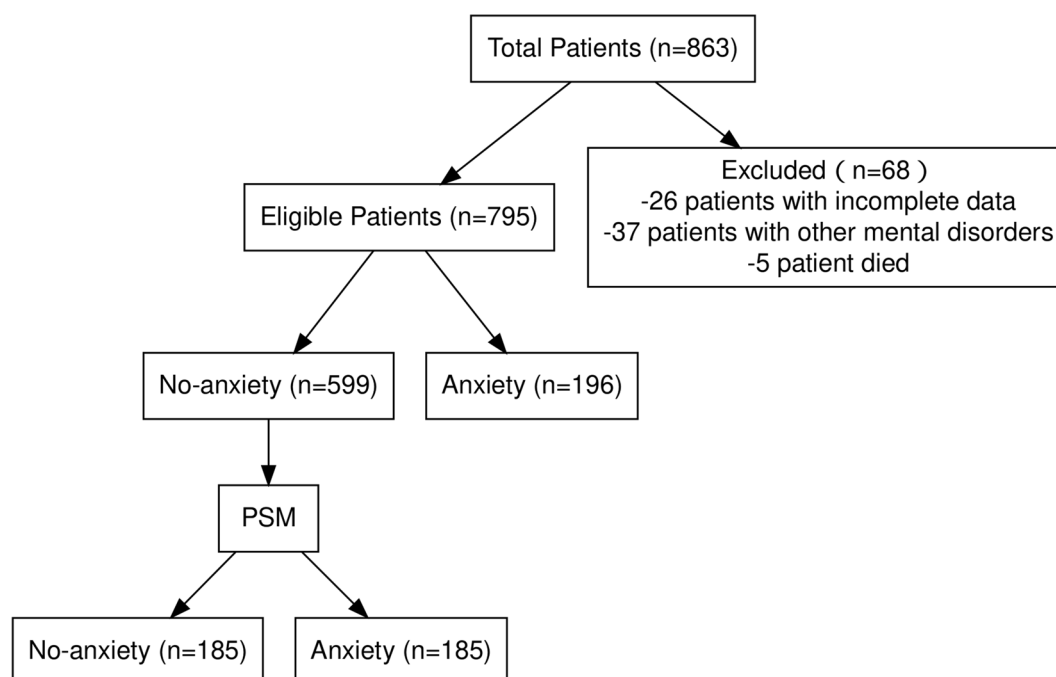 Total Patients (n=863)
Excluded ( n=68 )
-26 patients with incomplete data
-37 patients with other mental disorders
-5 patient died
Eligible Patients (n=795)
No-anxiety (n=599)
Anxiety (n=196)
PSM
No-anxiety (n=185)
Anxiety (n=185)